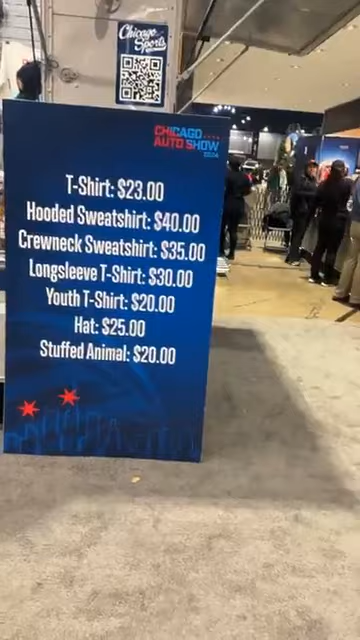 Chicago
Sports
CHICAGO
AUTO SHOW
2024
T-Shirt: $23.00
Hooded Sweatshirt: $40.00
Crewneck Sweatshirt: $35.00
Longsleeve T-Shirt: $30.00
Youth T-Shirt: $20.00
Hat: $25.00
Stuffed Animal: $20.00